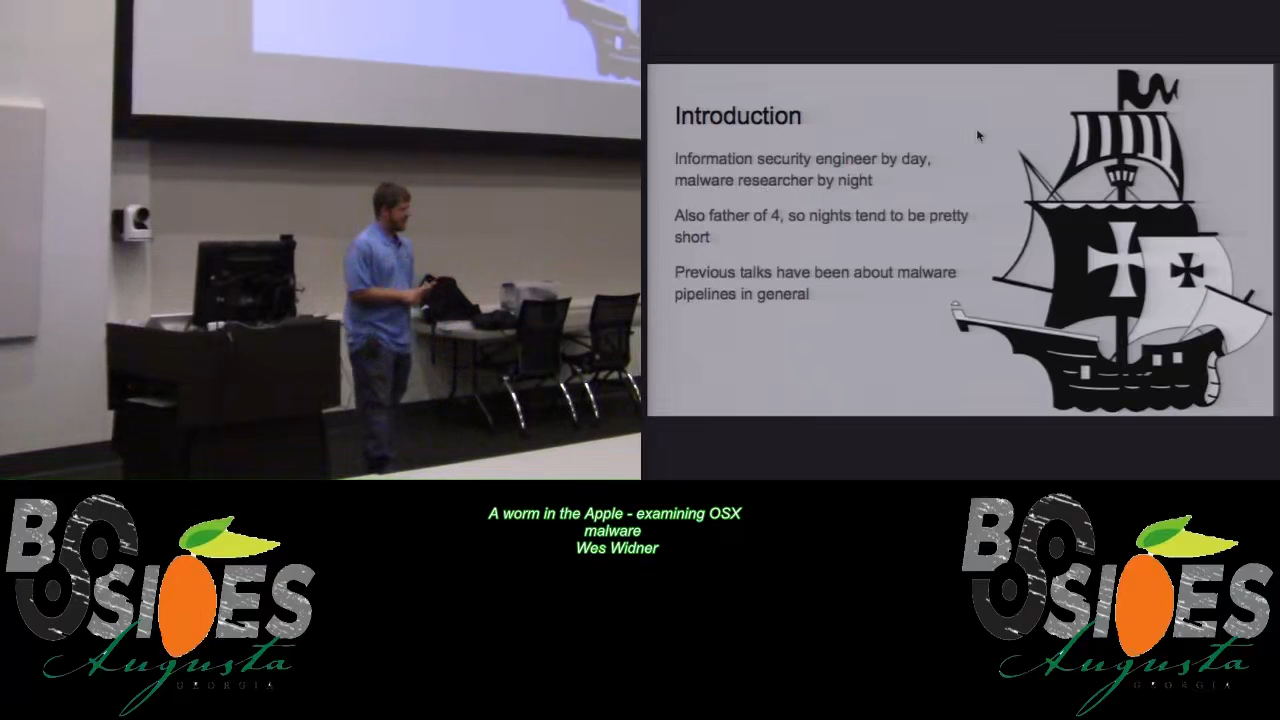 Introduction
Information security engineer by day,
malware researcher by night
Also father of 4, so nights tend to be pretty
short
Previous talks have been about malware
pipelines in general
A worm in the Apple - examining OSX
malware
Wes Widner
BSIDES
Augusta
GEORGIA
BSIDES
Augusta
GEORGIA